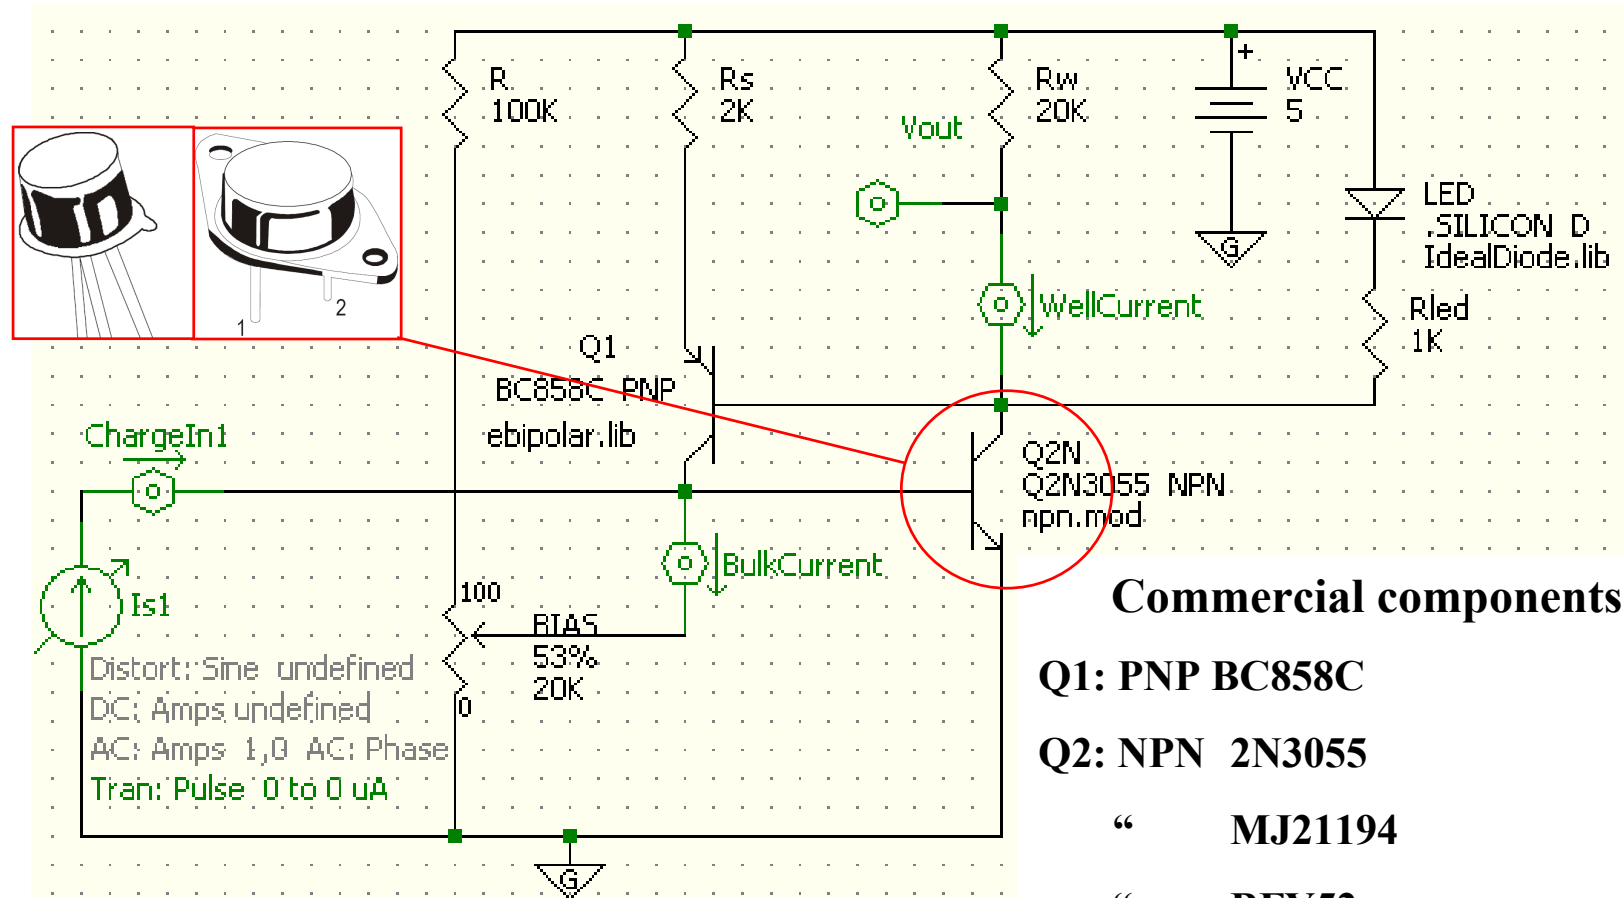 R
100K
Rs
2K
Rw
20K
+
VCC
5
Vout
LED
.SILICON D
IdealDiode.lib
1
2
WellCurrent
Rled
1K
Q1
BC858C PNP
ebipolar.lib
ChargeIn1
Q2N
Q2N3055 NPN
npn.mod
BulkCurrent
Is1
100
BIAS
53%
20K
0
Distort: Sine undefined
DC: Amps undefined
AC: Amps 1,0 AC: Phase
Tran: Pulse 0 to 0 uA
G
G
Commercial components
Q1: PNP BC858C
Q2: NPN 2N3055
“ MJ21194